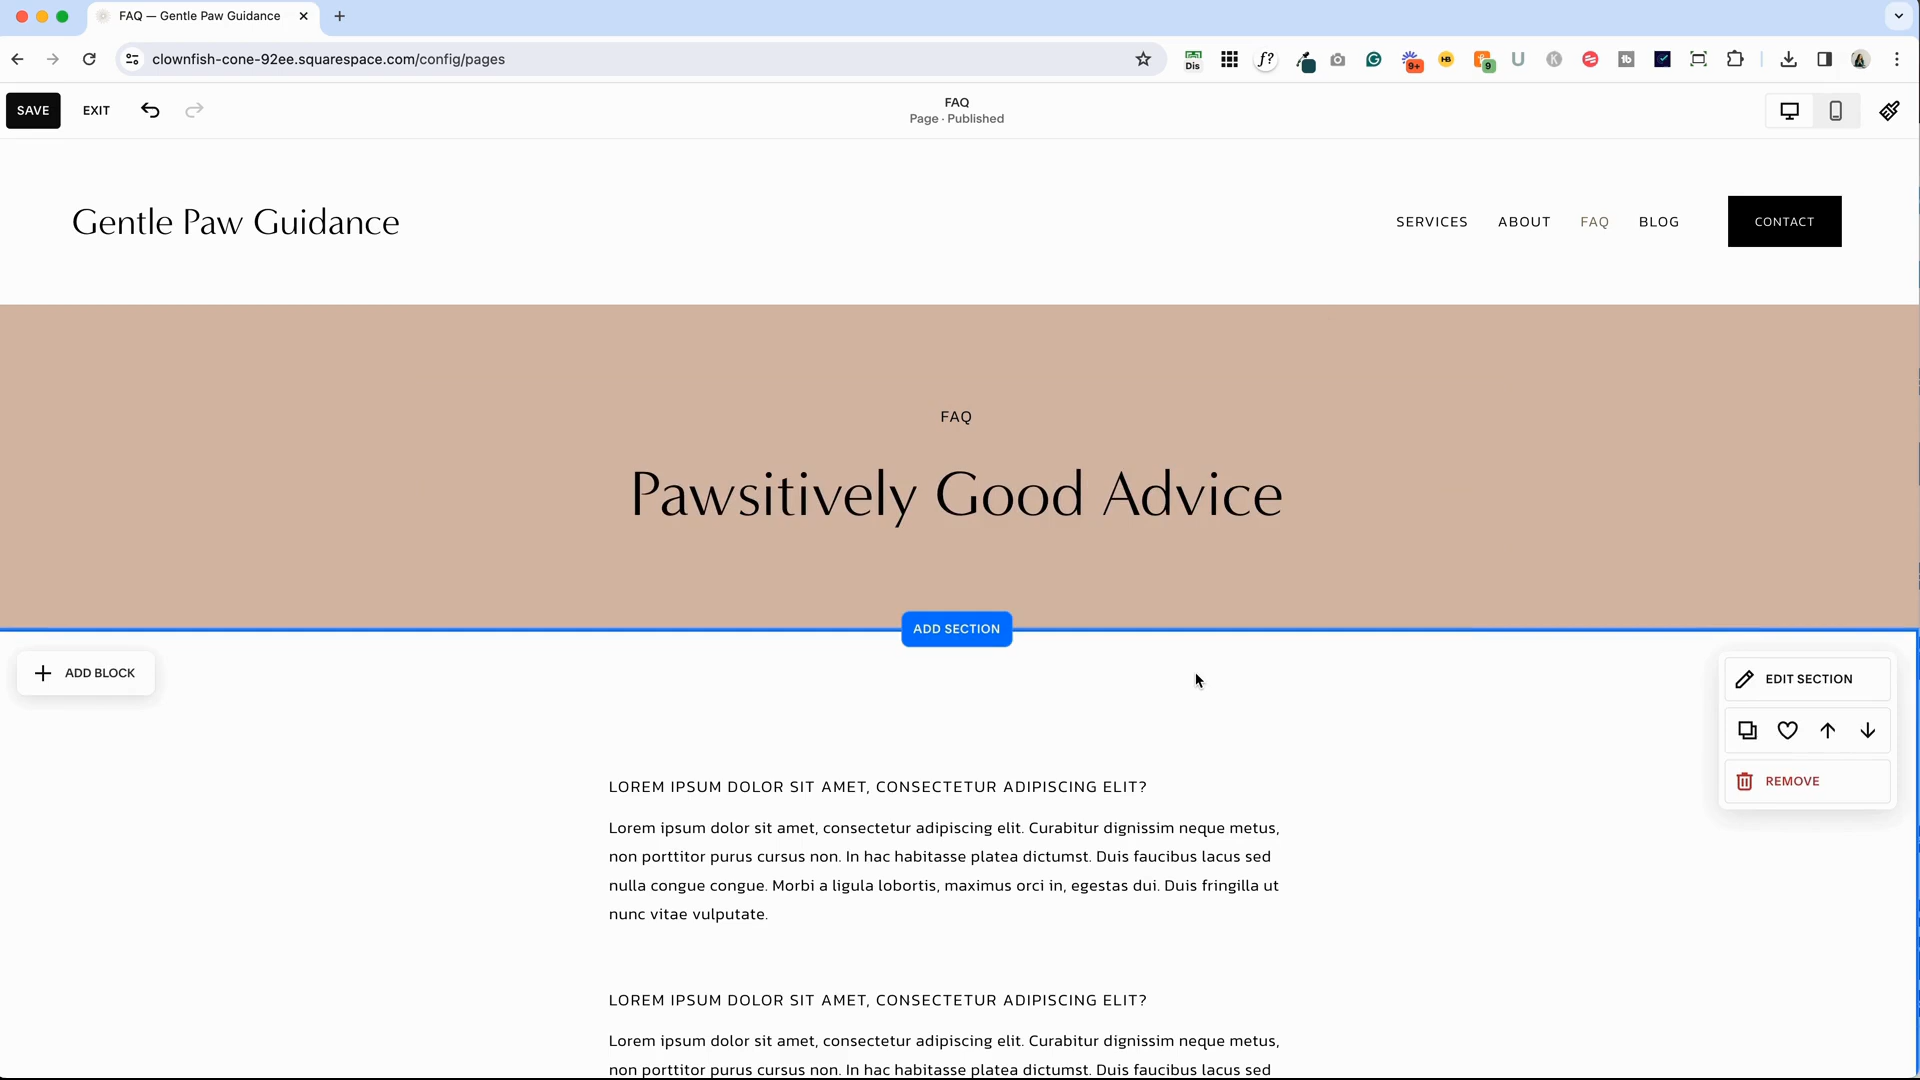 FAQ — Gentle Paw Guidance
clownfish-cone-92ee.squarespace.com/config/pages
Dis
f?
9+
HB
9
U
K
tb
SAVE
EXIT
FAQ
Page · Published
Gentle Paw Guidance
SERVICES
ABOUT
FAQ
BLOG
CONTACT
FAQ
Pawsitively Good Advice
ADD SECTION
ADD BLOCK
EDIT SECTION
REMOVE
LOREM IPSUM DOLOR SIT AMET, CONSECTETUR ADIPISCING ELIT?
Lorem ipsum dolor sit amet, consectetur adipiscing elit. Curabitur dignissim neque metus,
non porttitor purus cursus non. In hac habitasse platea dictumst. Duis faucibus lacus sed
nulla congue congue. Morbi a ligula lobortis, maximus orci in, egestas dui. Duis fringilla ut
nunc vitae vulputate.
LOREM IPSUM DOLOR SIT AMET, CONSECTETUR ADIPISCING ELIT?
Lorem ipsum dolor sit amet, consectetur adipiscing elit. Curabitur dignissim neque metus,
non porttitor purus cursus non. In hac habitasse platea dictumst. Duis faucibus lacus sed